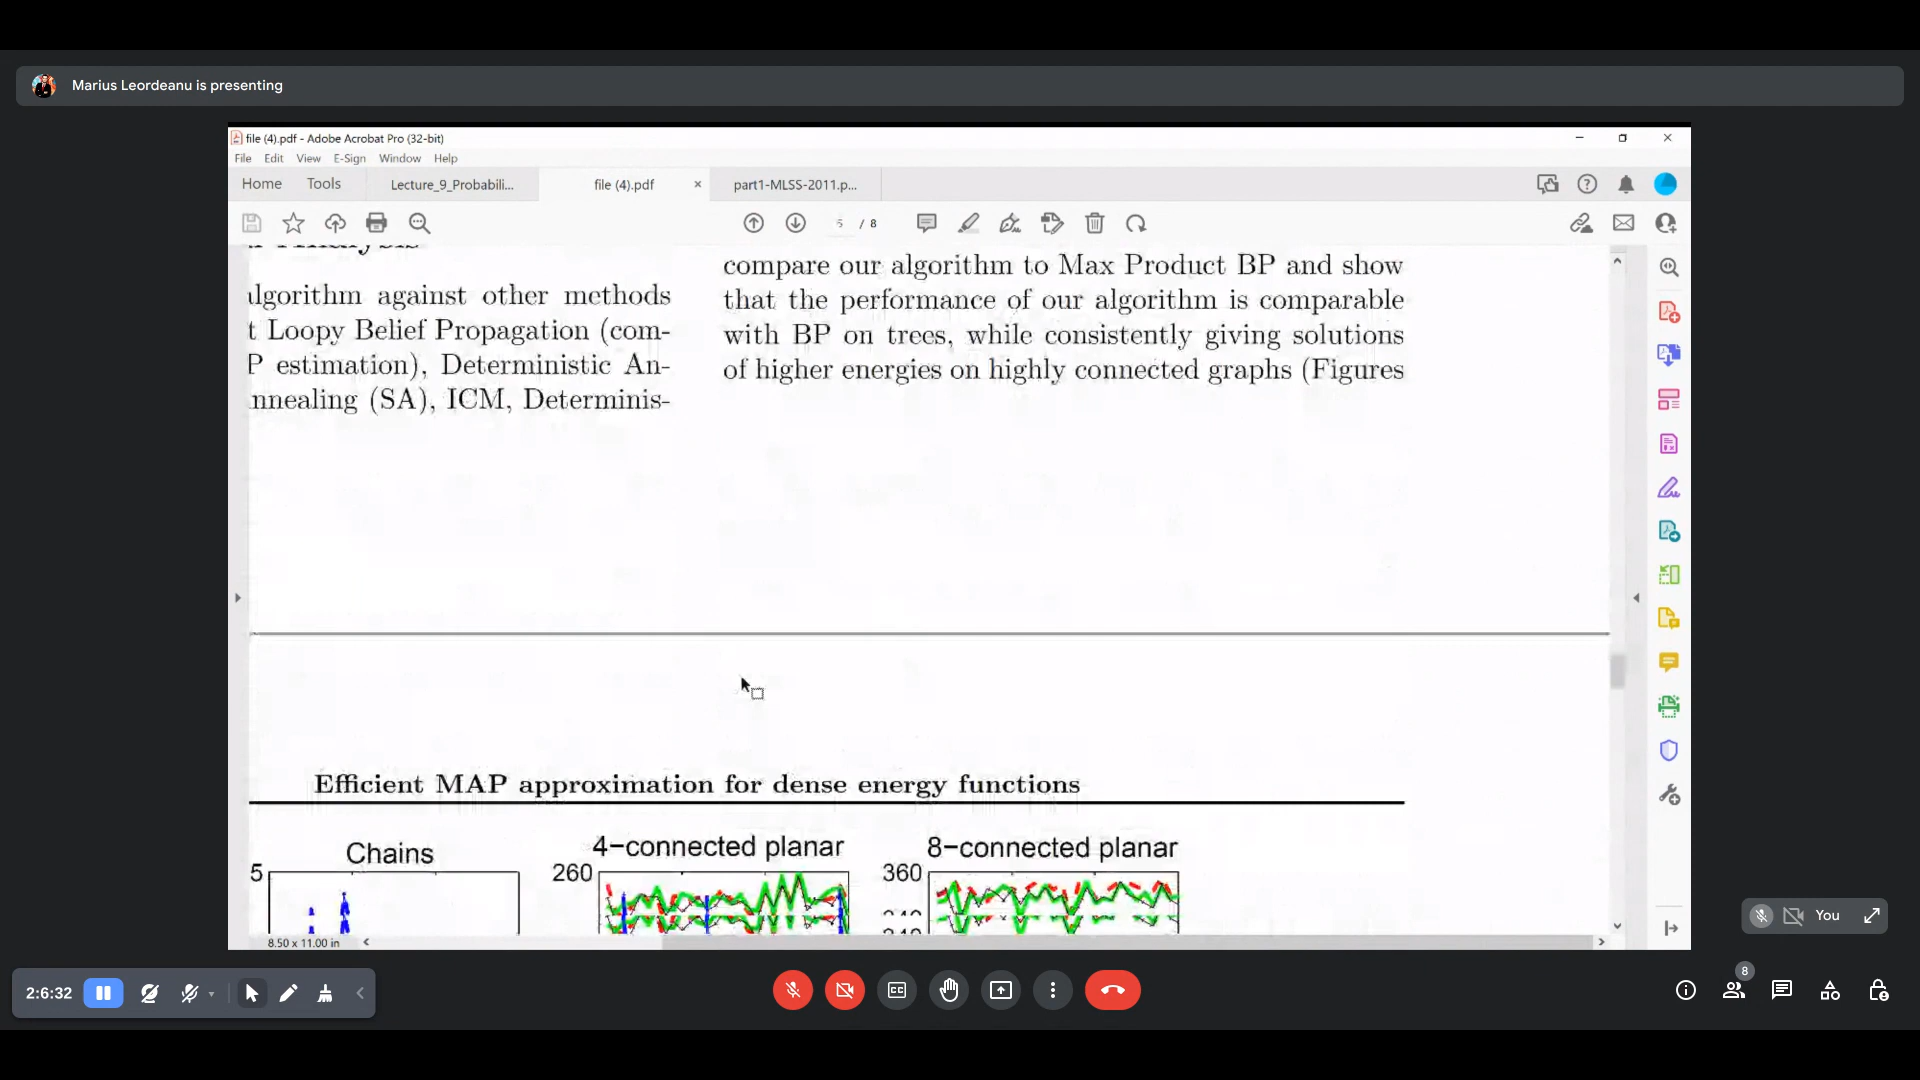 Marius Leordeanu is presenting
file (4).pdf - Adobe Acrobat Pro (32-bit)
File Edit View E-Sign Window Help
Home Tools Lecture_9_Probabili... file (4).pdf × part1-MLSS-2011.p...
5 / 8
lgorithm against other methods
t Loopy Belief Propagation (com-
P estimation), Deterministic An-
nnealing (SA), ICM, Determinis-
compare our algorithm to Max Product BP and show
that the performance of our algorithm is comparable
with BP on trees, while consistently giving solutions
of higher energies on highly connected graphs (Figures
Efficient MAP approximation for dense energy functions
Chains
4−connected planar
8−connected planar
5
260
360
8.50 x 11.00 in
You
2:6:32
8